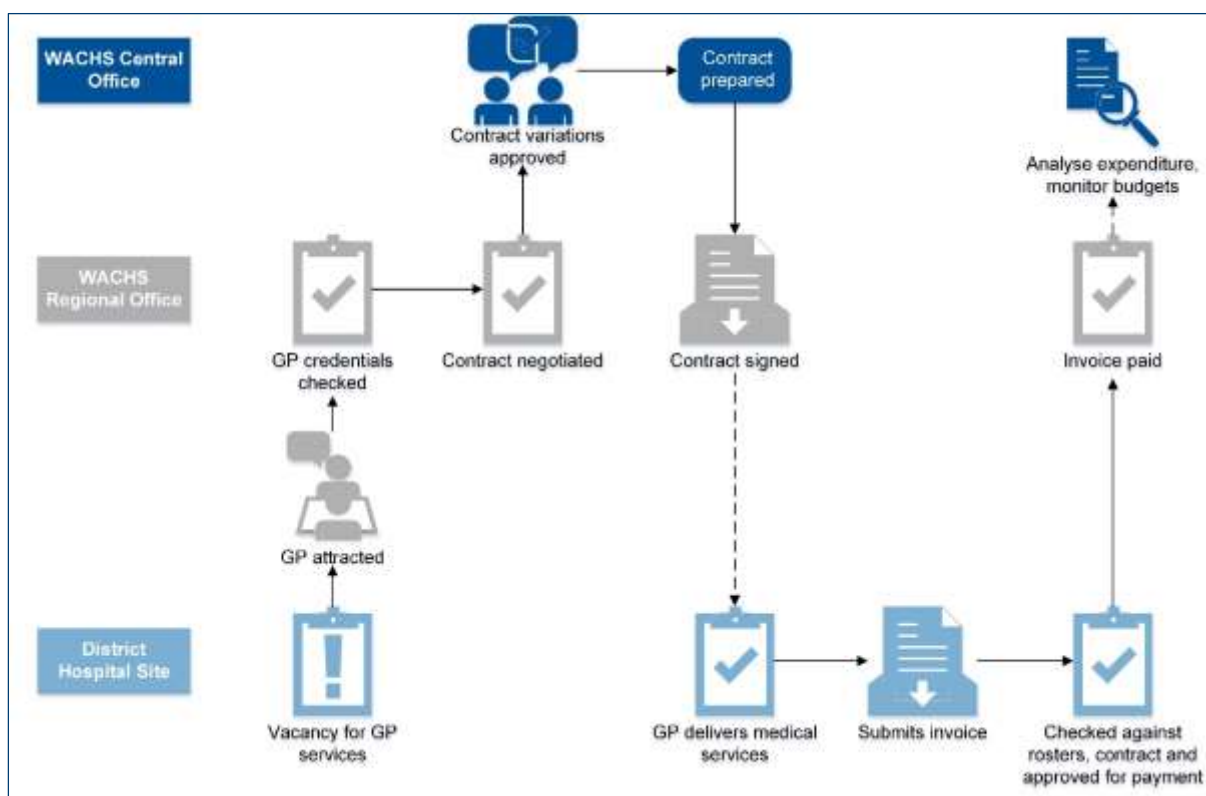 WACHS Central
Office
Contract
prepared
Contract variations
approved
Analyse expenditure,
monitor budgets
WACHS
Regional Office
GP credentials
checked
Contract negotiated
Contract signed
Invoice paid
GP attracted
District
Hospital Site
Vacancy for GP
services
GP delivers medical
services
Submits invoice
Checked against
rosters, contract and
approved for payment